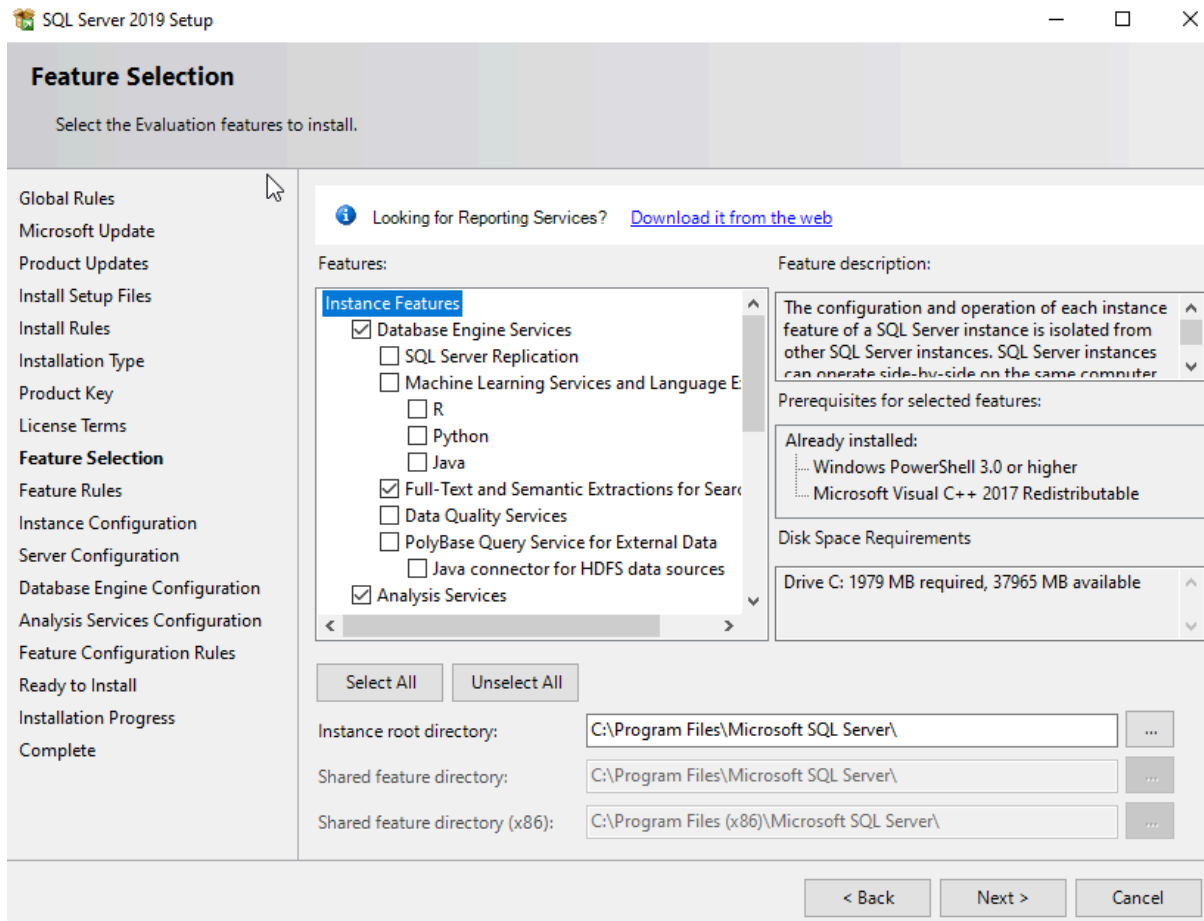 SQL Server 2019 Setup
Feature Selection
Select the Evaluation features to install.
Global Rules
Microsoft Update
Product Updates
Install Setup Files
Install Rules
Installation Type
Product Key
License Terms
Feature Selection
Feature Rules
Instance Configuration
Server Configuration
Database Engine Configuration
Analysis Services Configuration
Feature Configuration Rules
Ready to Install
Installation Progress
Complete
Looking for Reporting Services? Download it from the web
Features:
Instance Features
Database Engine Services
SQL Server Replication
Machine Learning Services and Language E
R
Python
Java
Full-Text and Semantic Extractions for Sear
Data Quality Services
PolyBase Query Service for External Data
Java connector for HDFS data sources
Analysis Services
Feature description:
The configuration and operation of each instance
feature of a SQL Server instance is isolated from
other SQL Server instances. SQL Server instances
can operate side-by-side on the same computer
Prerequisites for selected features:
Already installed:
Windows PowerShell 3.0 or higher
Microsoft Visual C++ 2017 Redistributable
Disk Space Requirements
Drive C: 1979 MB required, 37965 MB available
Select All
Unselect All
Instance root directory: C:\Program Files\Microsoft SQL Server\ ...
Shared feature directory: C:\Program Files\Microsoft SQL Server\ ...
Shared feature directory (x86): C:\Program Files (x86)\Microsoft SQL Server\ ...
< Back
Next >
Cancel